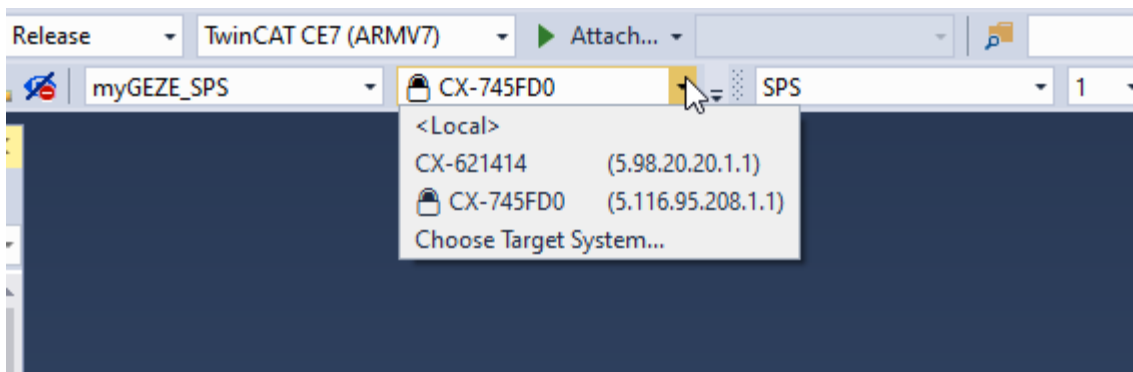 Release TwinCAT CE7 (ARMV7) Attach...
myGEZE_SPS CX-745FD0 SPS 1
<Local>
CX-621414 (5.98.20.20.1.1)
CX-745FD0 (5.116.95.208.1.1)
Choose Target System...